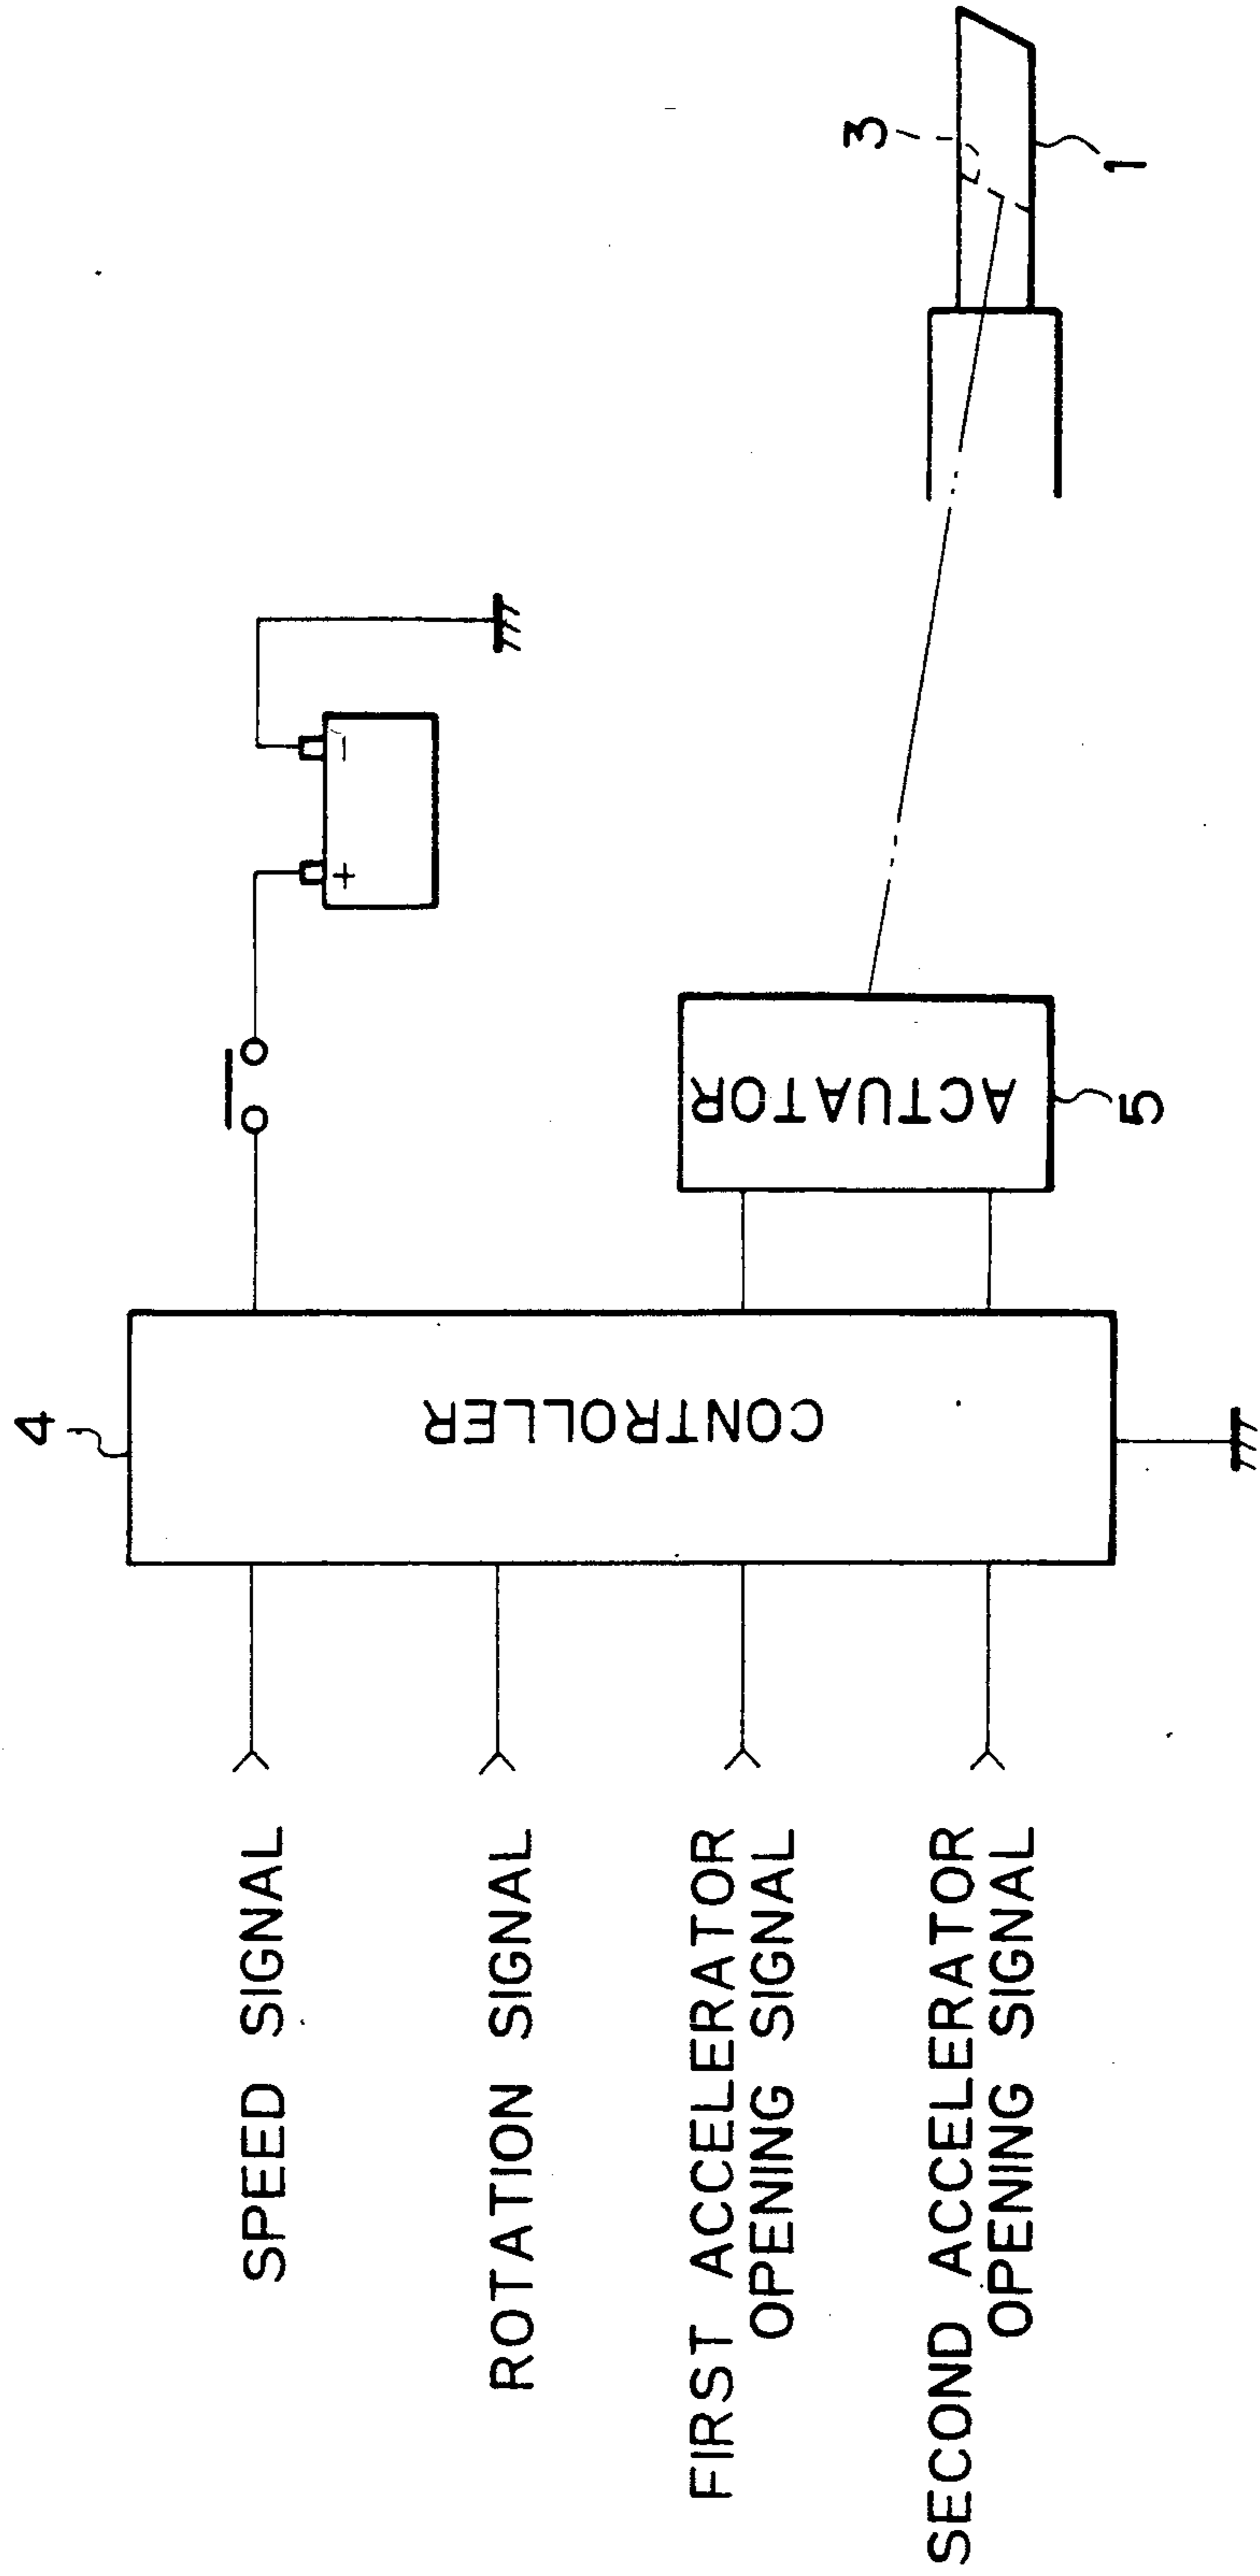 SPEED SIGNAL
ROTATION SIGNAL
FIRST ACCELERATOR
OPENING SIGNAL
SECOND ACCELERATOR
OPENING SIGNAL
4
CONTROLLER
+
-
ACTUATOR
5
3
1